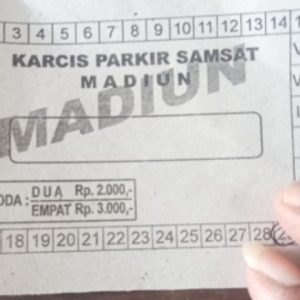 3 4 5 6 7 8 9 10 11 12 13 14
KARCIS PARKIR SAMSAT
MADIUN
MADIUN
ODA : DUA Rp. 2.000,-
EMPAT Rp. 3.000,-
18 19 20 21 22 23 24 25 26 27 28